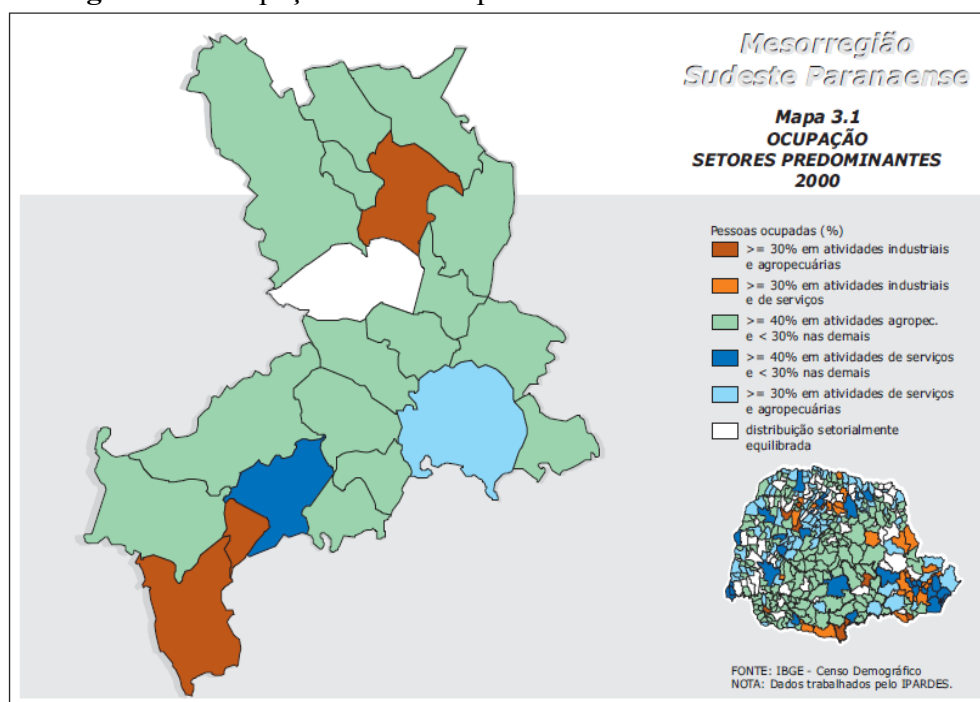 Mesorregião
Sudeste Paranaense
Mapa 3.1
OCUPAÇÃO
SETORES PREDOMINANTES
2000
Pessoas ocupadas (%)
>= 30% em atividades industriais
e agropecuárias
>= 30% em atividades industriais
e de serviços
>= 40% em atividades agropec.
e < 30% nas demais
>= 40% em atividades de serviços
e < 30% nas demais
>= 30% em atividades de serviços
e agropecuárias
distribuição setorialmente
equilibrada
FONTE: IBGE - Censo Demográfico
NOTA: Dados trabalhados pelo IPARDES.